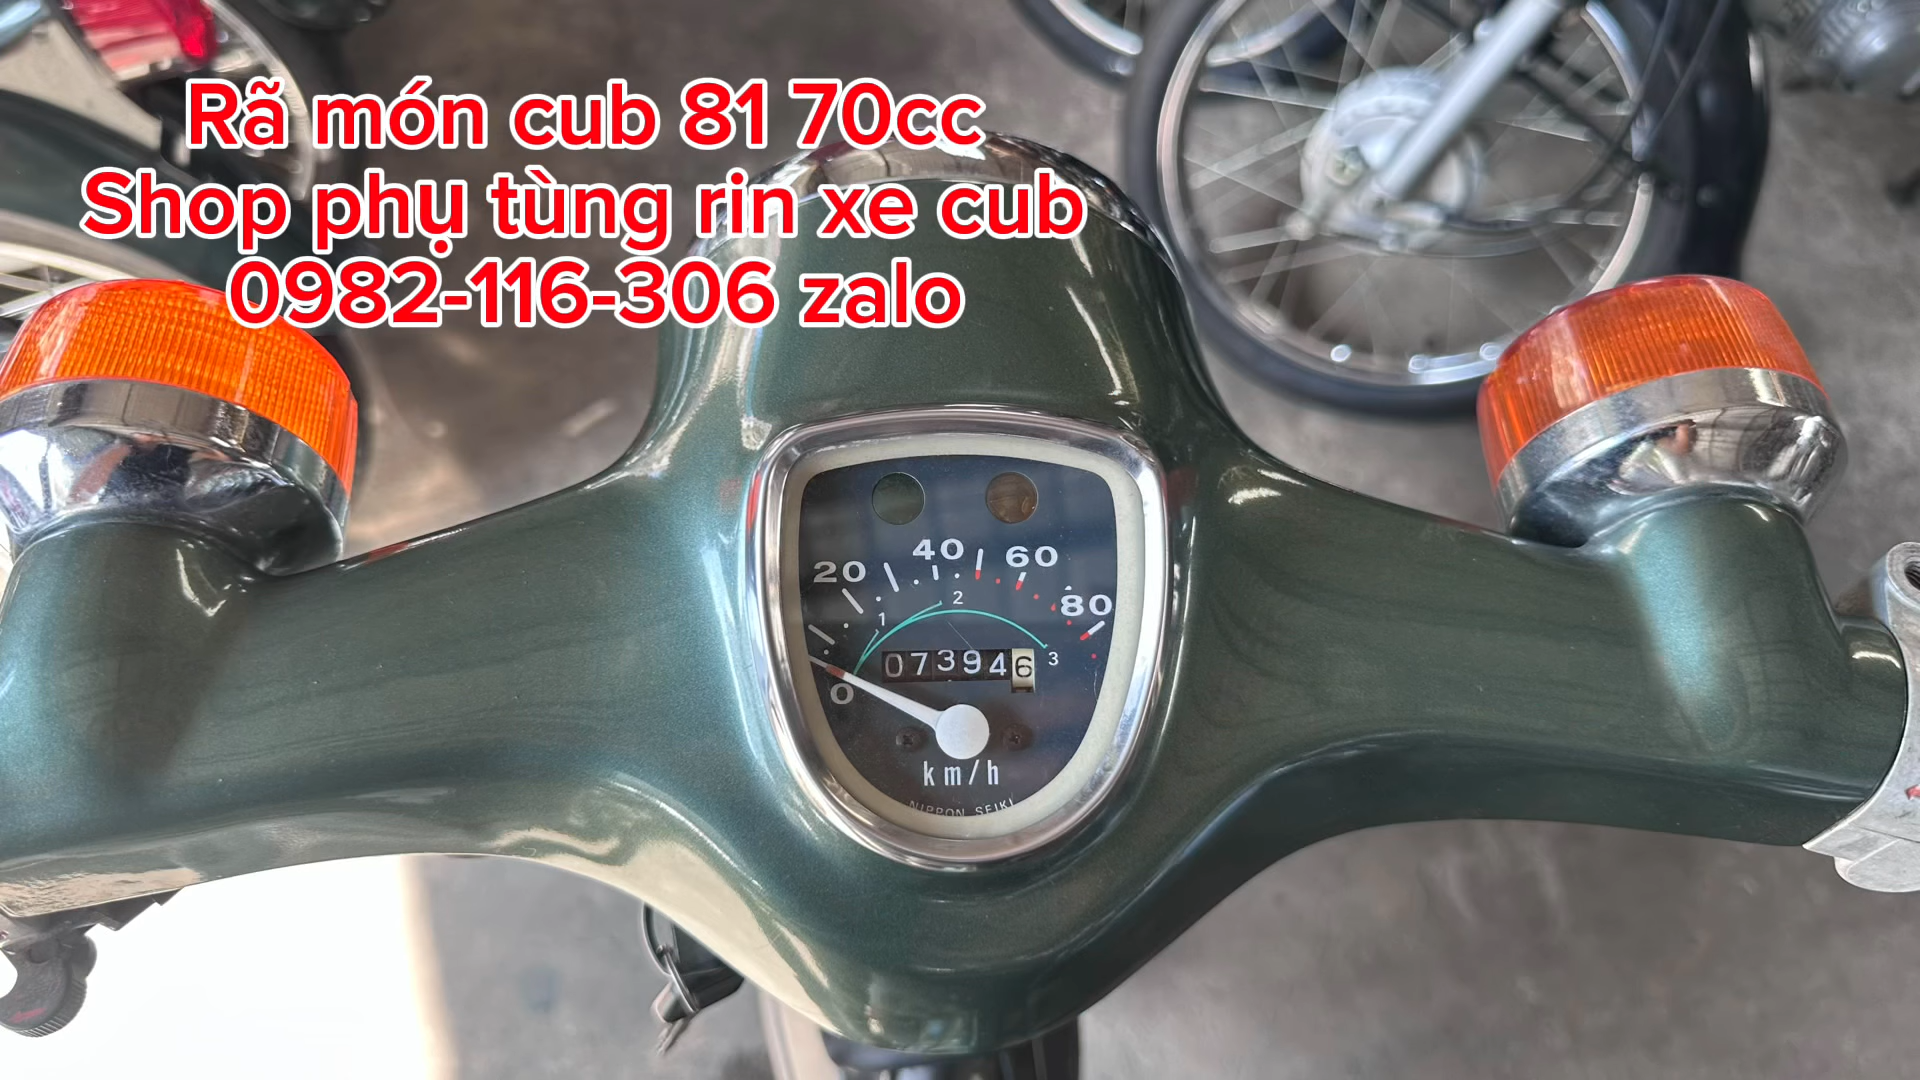 Rã món cub 81 70cc
Shop phụ tùng rin xe cub
0982-116-306 zalo
20 40 60 80
1 2 3
073946
0
km/h
NIPPON SEIKI